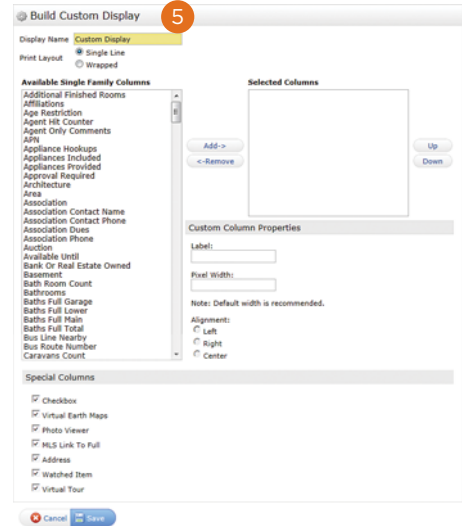 Build Custom Display 5
Display Name Custom Display
Print Layout Single Line
Wrapped
Available Single Family Columns
Additional Finished Rooms
Affiliations
Age Restriction
Agent Hit Counter
Agent Only Comments
APN
Appliance Hookups
Appliances Included
Appliances Provided
Approval Required
Architecture
Area
Association
Association Contact Name
Association Contact Phone
Association Dues
Association Phone
Auction
Available Until
Bank Or Real Estate Owned
Basement
Bath Room Count
Bathrooms
Baths Full Garage
Baths Full Lower
Baths Full Main
Baths Full Total
Bus Line Nearby
Bus Route Number
Caravans Count
Add->
<-Remove
Selected Columns
Up
Down
Custom Column Properties
Label:
Pixel Width:
Note: Default width is recommended.
Alignment:
Left
Right
Center
Special Columns
Checkbox
Virtual Earth Maps
Photo Viewer
MLS Link To Full
Address
Watched Item
Virtual Tour
Cancel Save